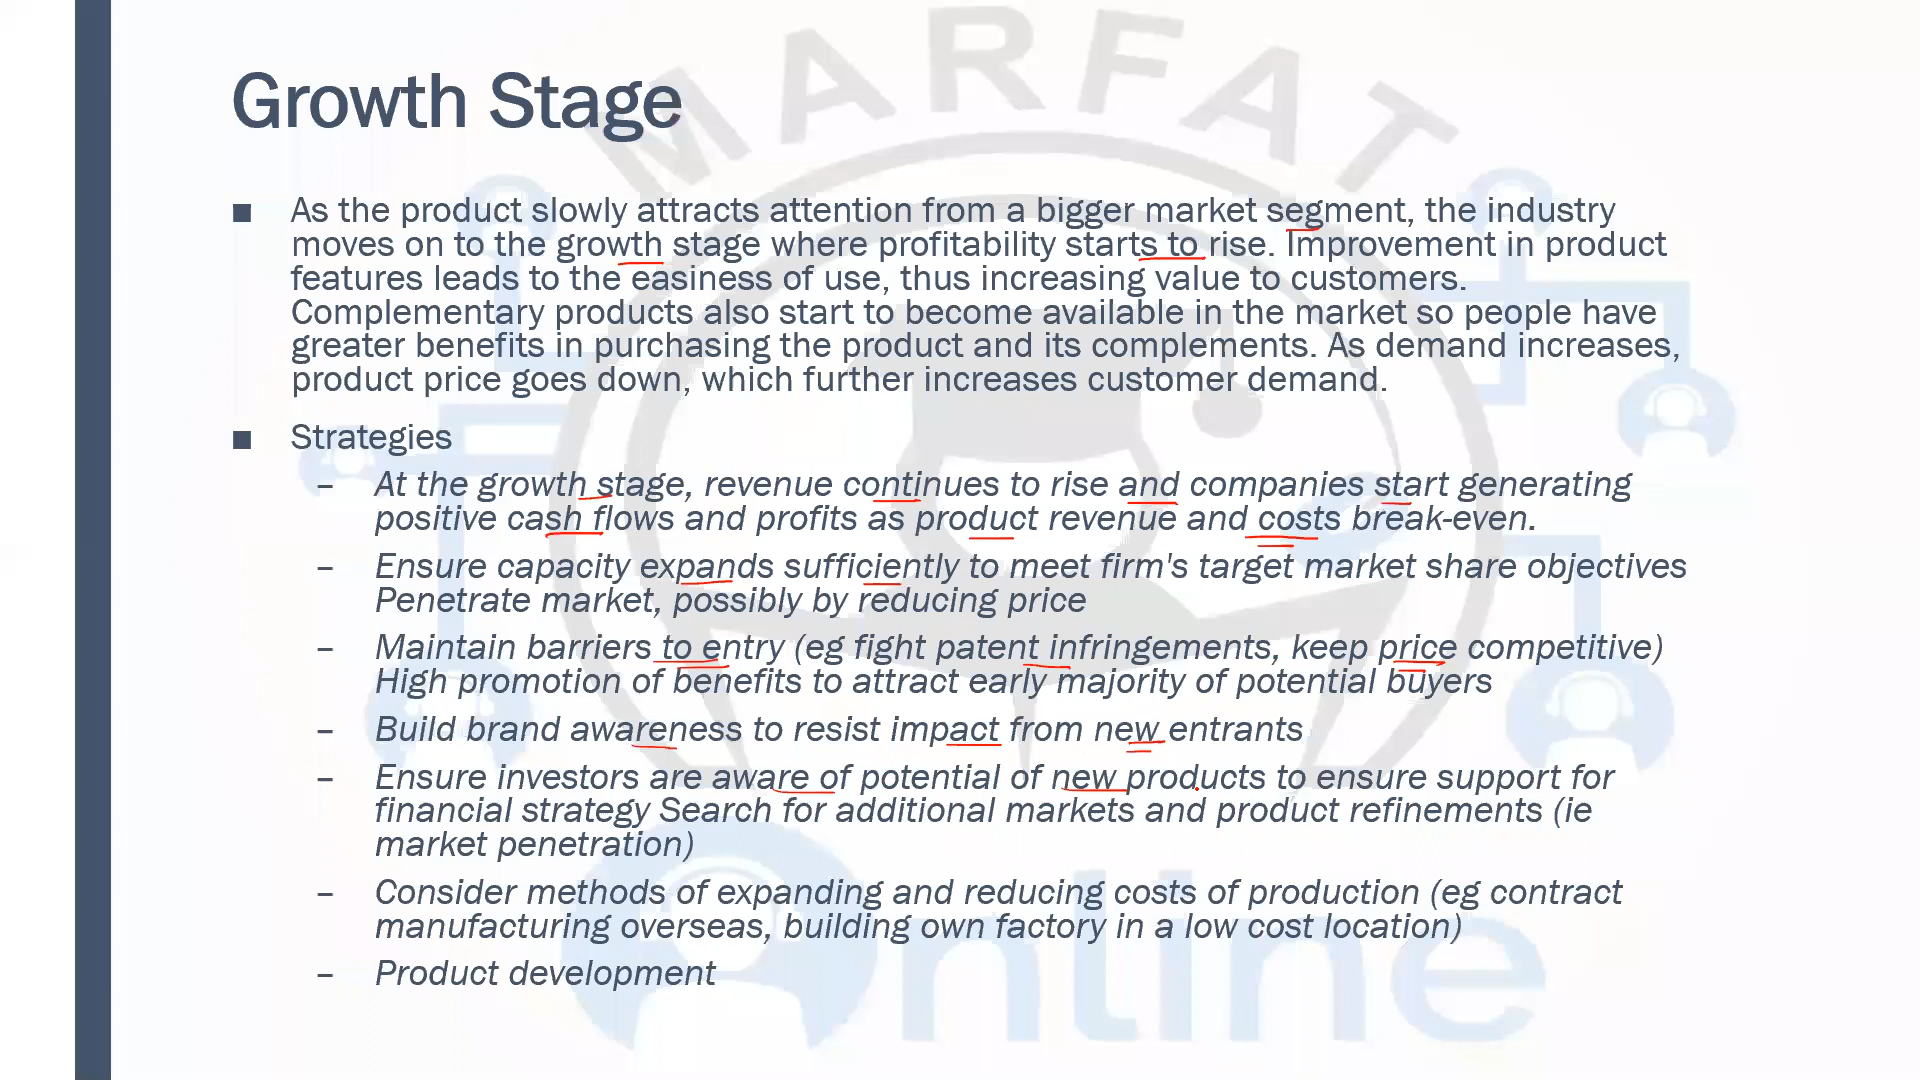 MARFAT
Growth Stage
■ As the product slowly attracts attention from a bigger market segment, the industry
moves on to the growth stage where profitability starts to rise. Improvement in product
features leads to the easiness of use, thus increasing value to customers.
Complementary products also start to become available in the market so people have
greater benefits in purchasing the product and its complements. As demand increases,
product price goes down, which further increases customer demand.
■ Strategies
– At the growth stage, revenue continues to rise and companies start generating
positive cash flows and profits as product revenue and costs break-even.
– Ensure capacity expands sufficiently to meet firm's target market share objectives
Penetrate market, possibly by reducing price
– Maintain barriers to entry (eg fight patent infringements, keep price competitive)
High promotion of benefits to attract early majority of potential buyers
– Build brand awareness to resist impact from new entrants
– Ensure investors are aware of potential of new products to ensure support for
financial strategy Search for additional markets and product refinements (ie
market penetration)
– Consider methods of expanding and reducing costs of production (eg contract
manufacturing overseas, building own factory in a low cost location)
– Product development
nline